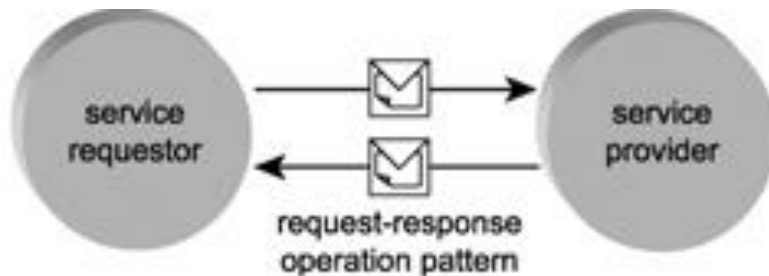 service
requestor
service
provider
request-response
operation pattern